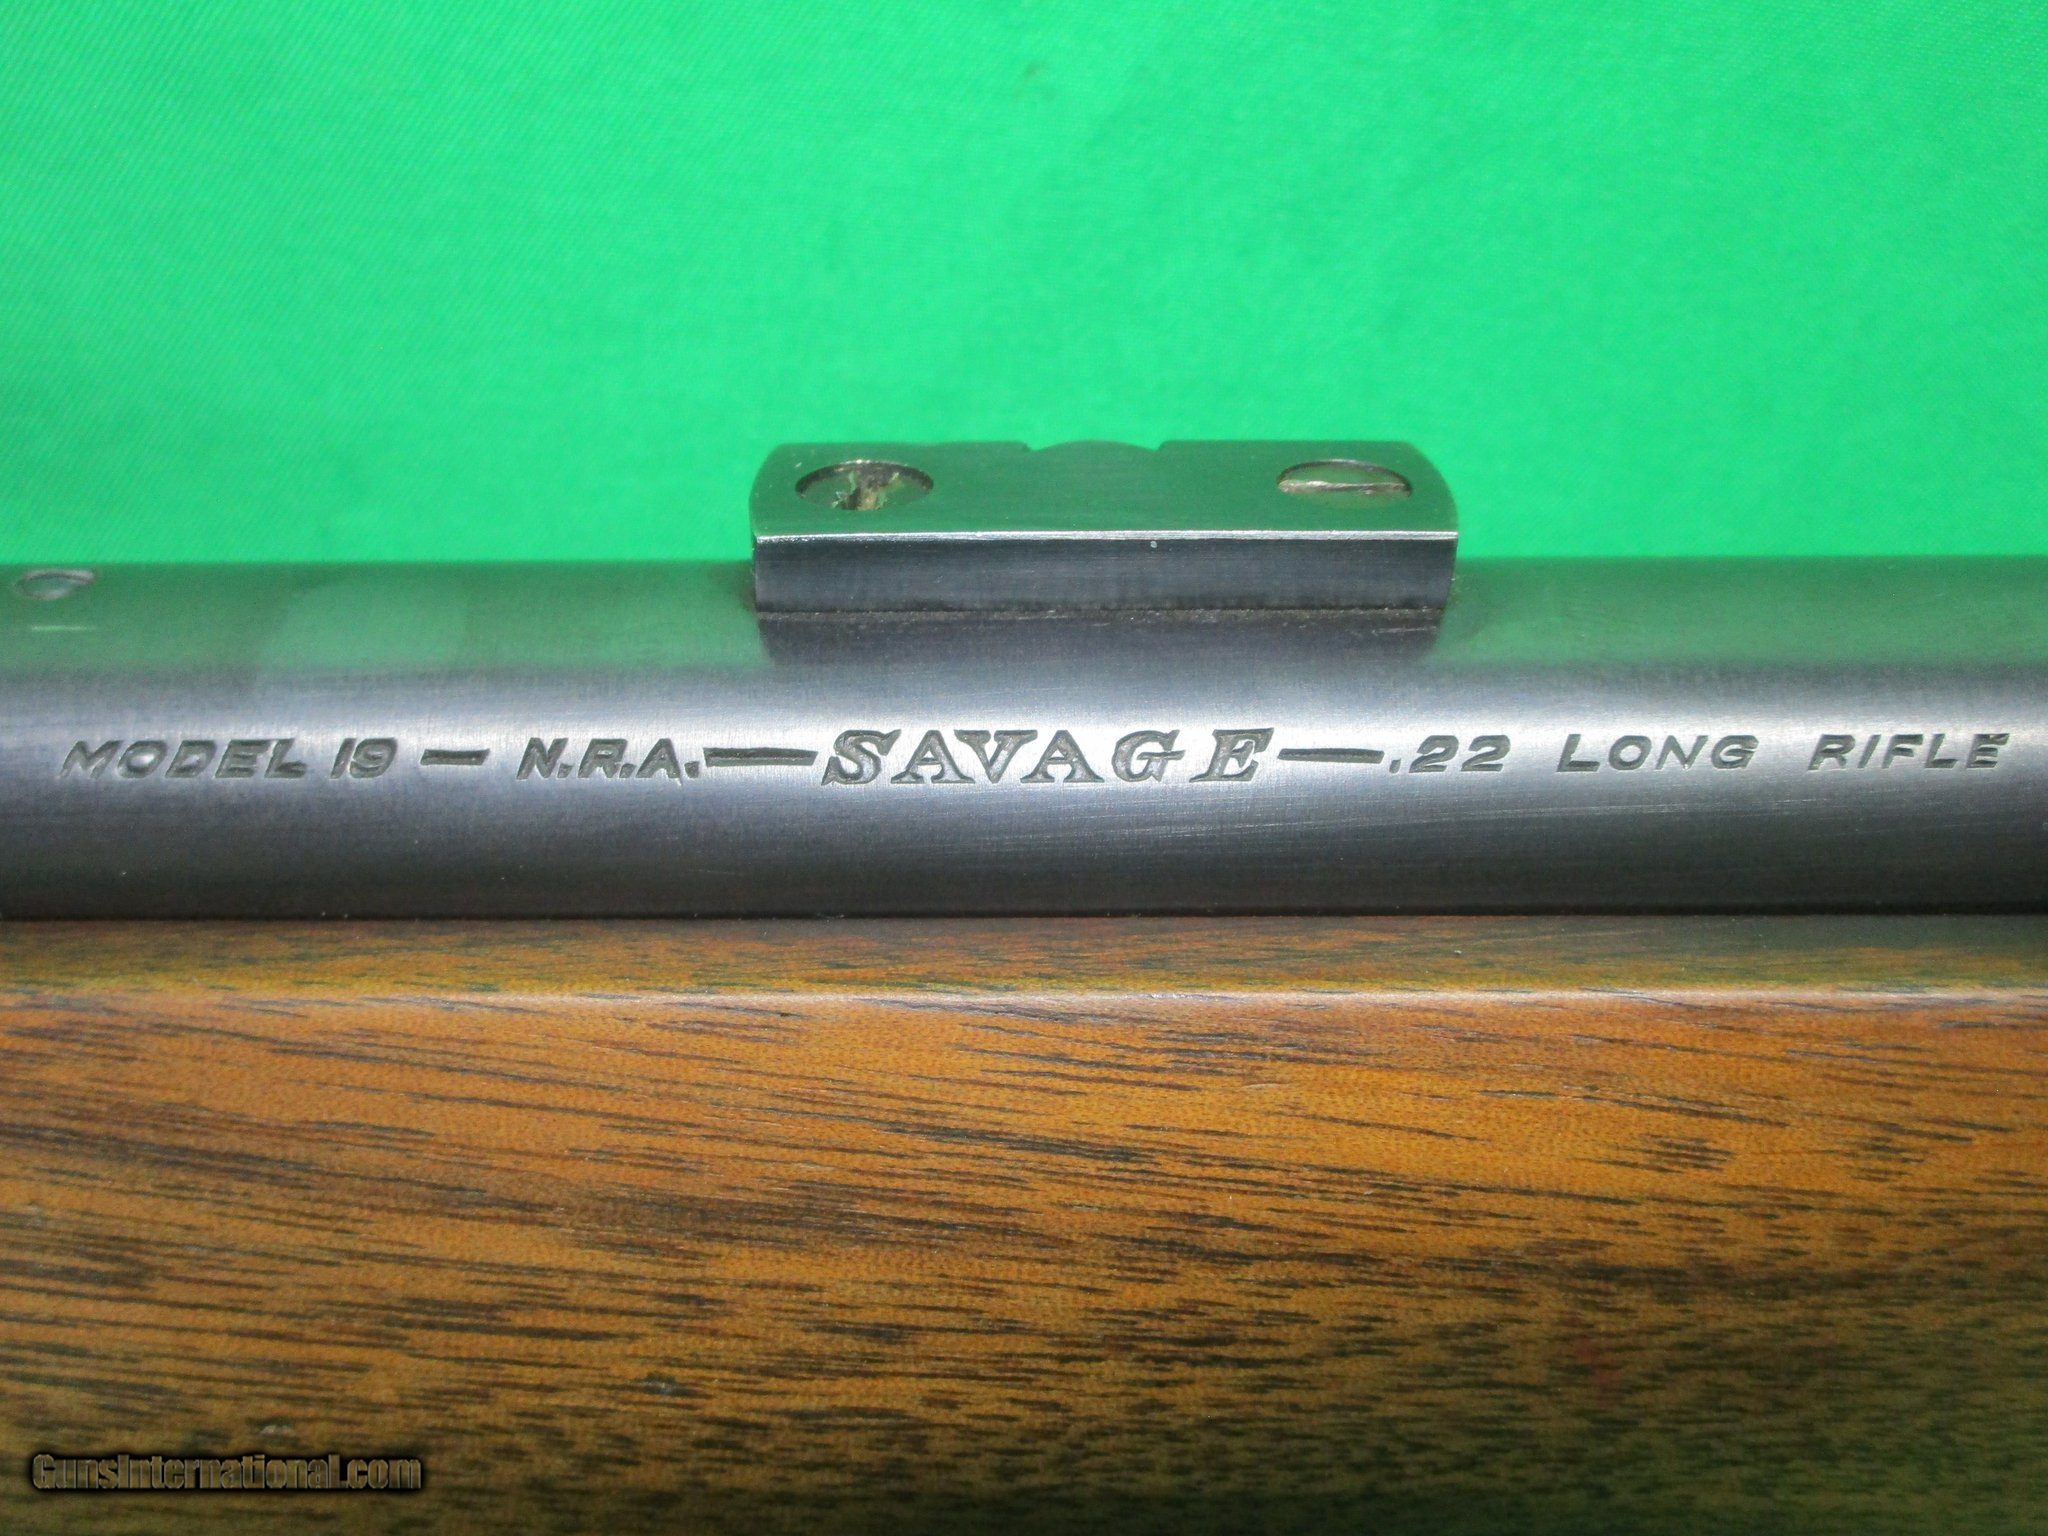 MODEL 19 — N.R.A. — SAVAGE — .22 LONG RIFLE
GunsInternational.com